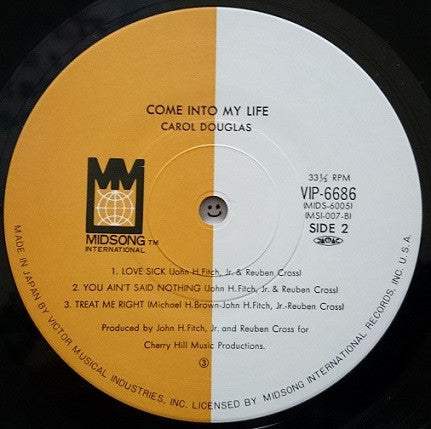 COME INTO MY LIFE
CAROL DOUGLAS
33⅓ RPM
VIP-6686
(MIDS-6005)
(MSI-007-B)
SIDE 2
MIDSONG™
INTERNATIONAL
1. LOVE SICK (John H.Fitch, Jr. & Reuben Cross)
2. YOU AIN'T SAID NOTHING (John H.Fitch, Jr. & Reuben Cross)
3. TREAT ME RIGHT (Michael H.Brown-John H.Fitch, Jr.-Reuben Cross)
Produced by John H.Fitch, Jr. and Reuben Cross for
Cherry Hill Music Productions.
③
MADE IN JAPAN BY VICTOR MUSICAL INDUSTRIES, INC. LICENSED BY MIDSONG INTERNATIONAL RECORDS, INC. U.S.A.